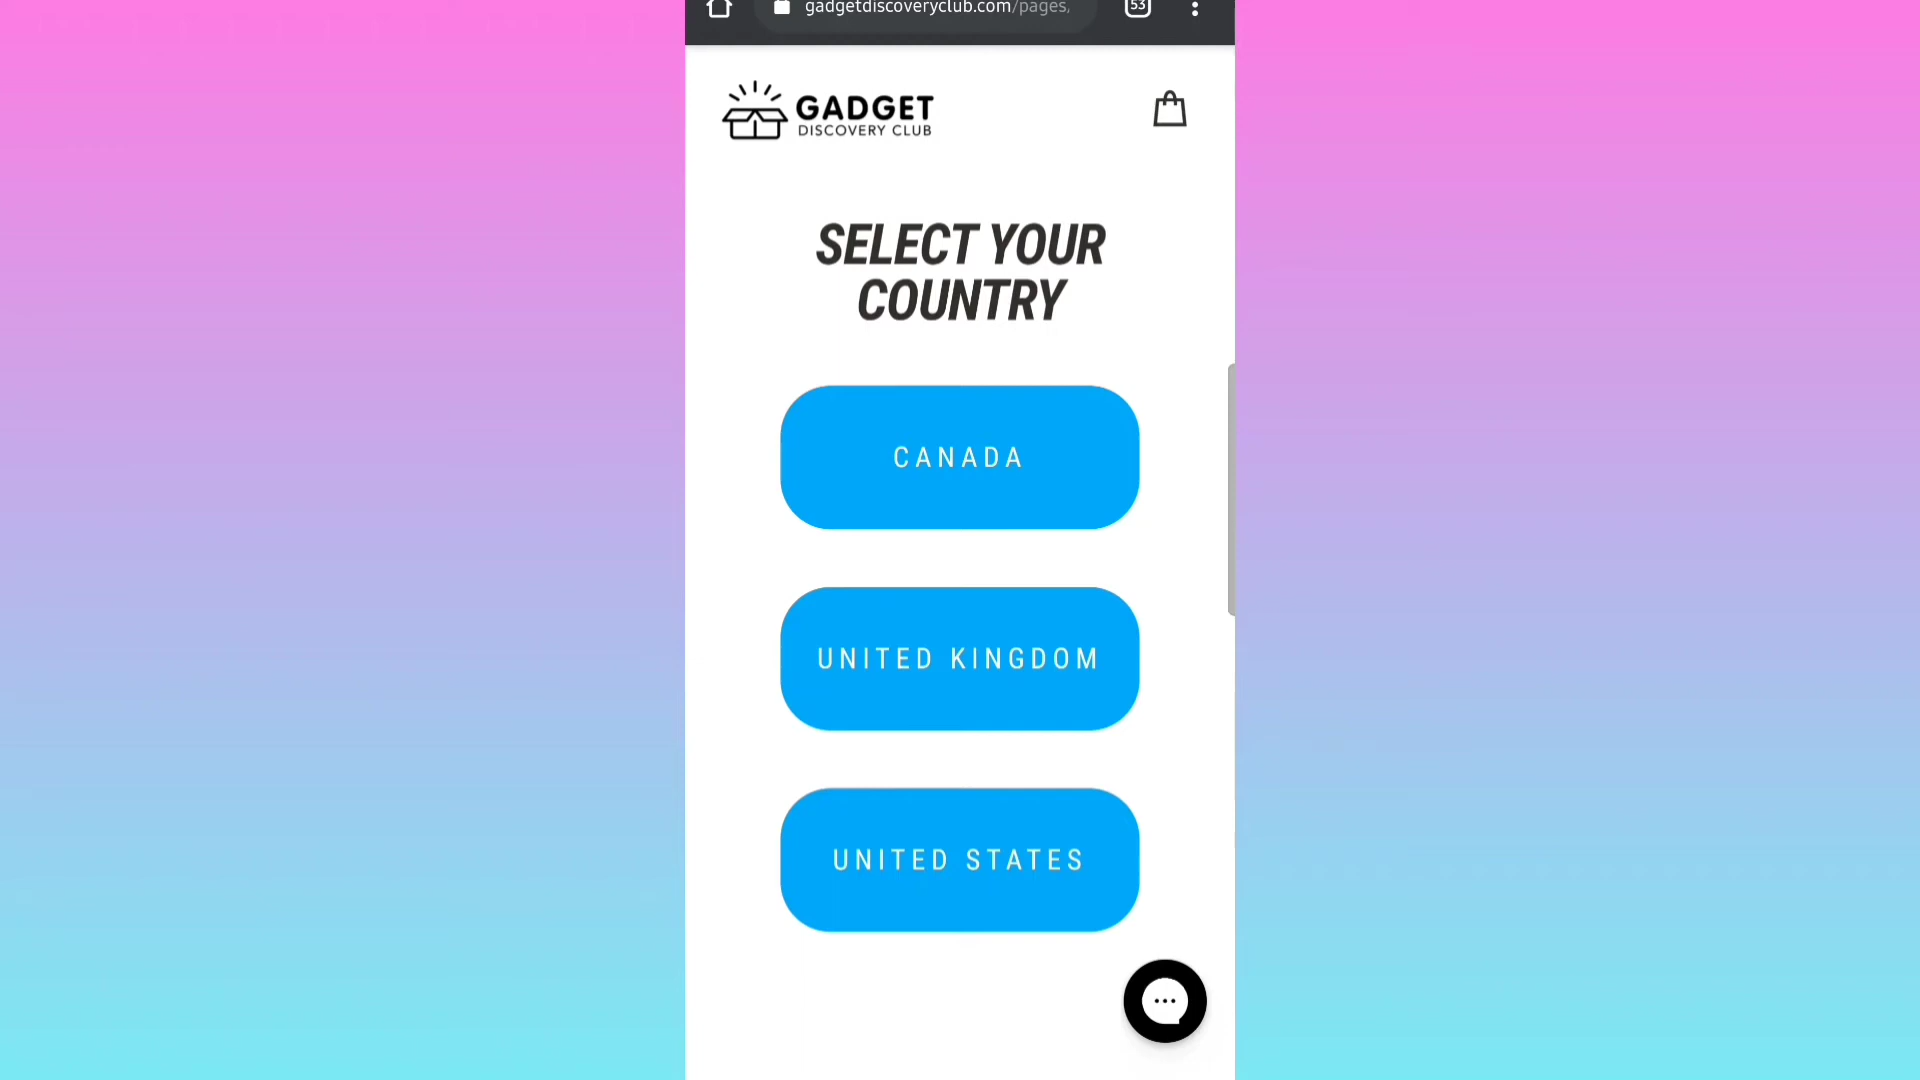 gadgetdiscoveryclub.com/pages,
53
GADGET
DISCOVERY CLUB
SELECT YOUR
COUNTRY
CANADA
UNITED KINGDOM
UNITED STATES